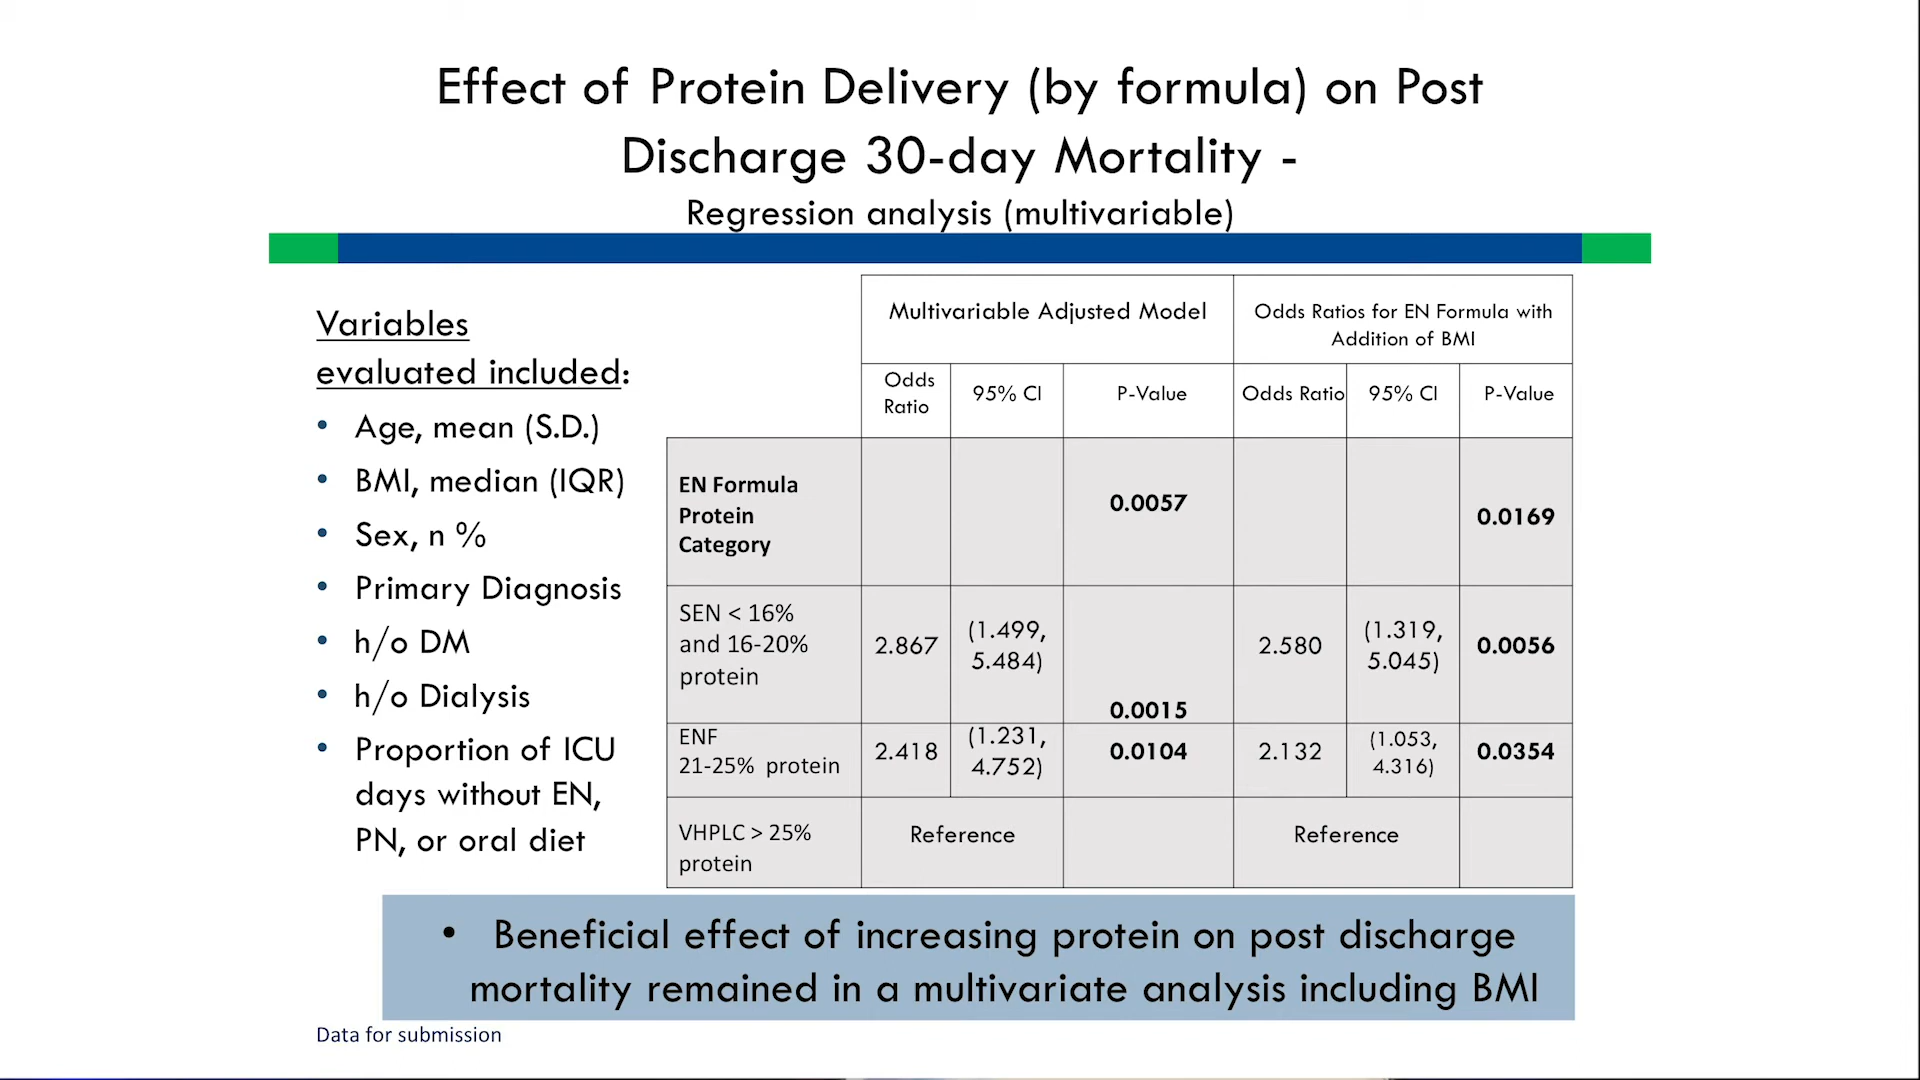 Effect of Protein Delivery (by formula) on Post
Discharge 30-day Mortality -
Regression analysis (multivariable)
Variables
evaluated included:
• Age, mean (S.D.)
• BMI, median (IQR)
• Sex, n %
• Primary Diagnosis
• h/o DM
• h/o Dialysis
• Proportion of ICU
days without EN,
PN, or oral diet
Multivariable Adjusted Model
Odds Ratios for EN Formula with
Addition of BMI
Odds
Ratio
95% CI
P-Value
Odds Ratio
95% CI
P-Value
EN Formula
Protein
Category
0.0057
0.0169
SEN < 16%
and 16-20%
protein
2.867
(1.499,
5.484)
0.0015
2.580
(1.319,
5.045)
0.0056
ENF
21-25% protein
2.418
(1.231,
4.752)
0.0104
2.132
(1.053,
4.316)
0.0354
VHPLC > 25%
protein
Reference
Reference
• Beneficial effect of increasing protein on post discharge
mortality remained in a multivariate analysis including BMI
Data for submission